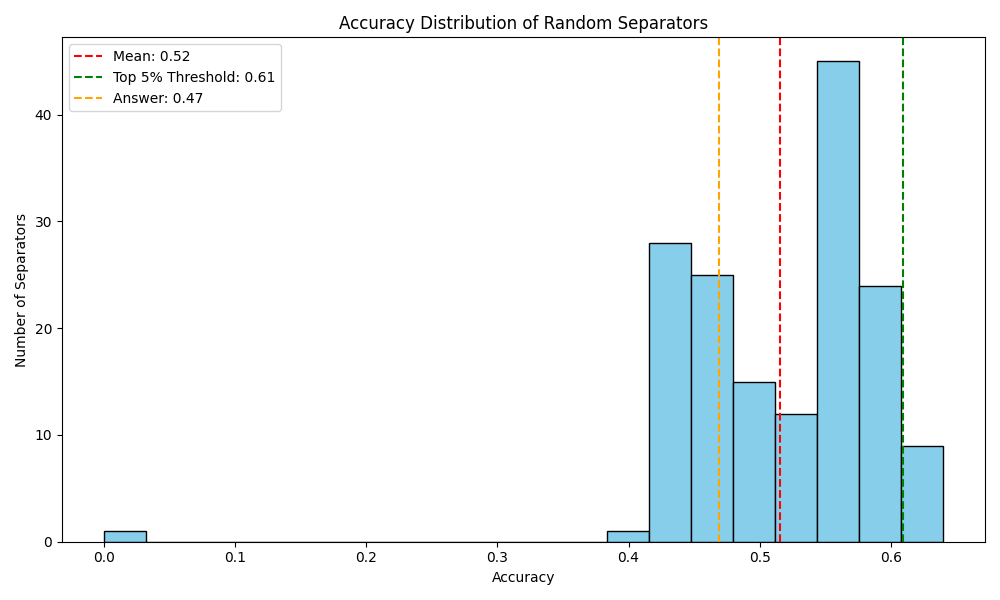 Accuracy Distribution of Random Separators
Mean: 0.52
Top 5% Threshold: 0.61
Answer: 0.47
Number of Separators
40
30
20
10
0
0.0 0.1 0.2 0.3 0.4 0.5 0.6
Accuracy